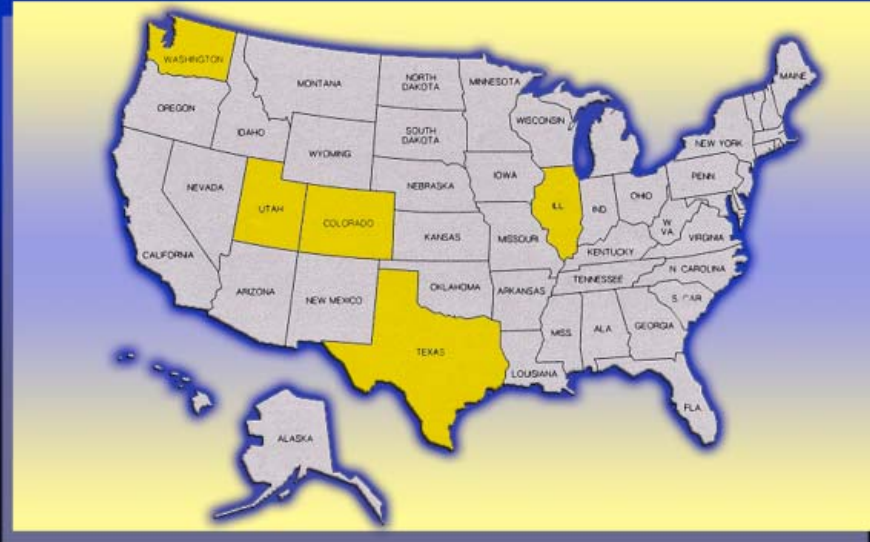 WASHINGTON
MONTANA
NORTH
DAKOTA
MINNESOTA
MAINE
OREGON
IDAHO
WISCONSIN
SOUTH
DAKOTA
NEW YORK
WYOMING
IOWA
PENN
NEVADA
NEBRASKA
OHIO
UTAH
ILL
IND
COLORADO
W
VA
KANSAS
MISSOURI
VIRGINIA
KENTUCKY
CALIFORNIA
N CAROLINA
TENNESSEE
ARIZONA
NEW MEXICO
OKLAHOMA
ARKANSAS
S. CAR
MISS
ALA
GEORGIA
TEXAS
LOUISIANA
FLA
ALASKA